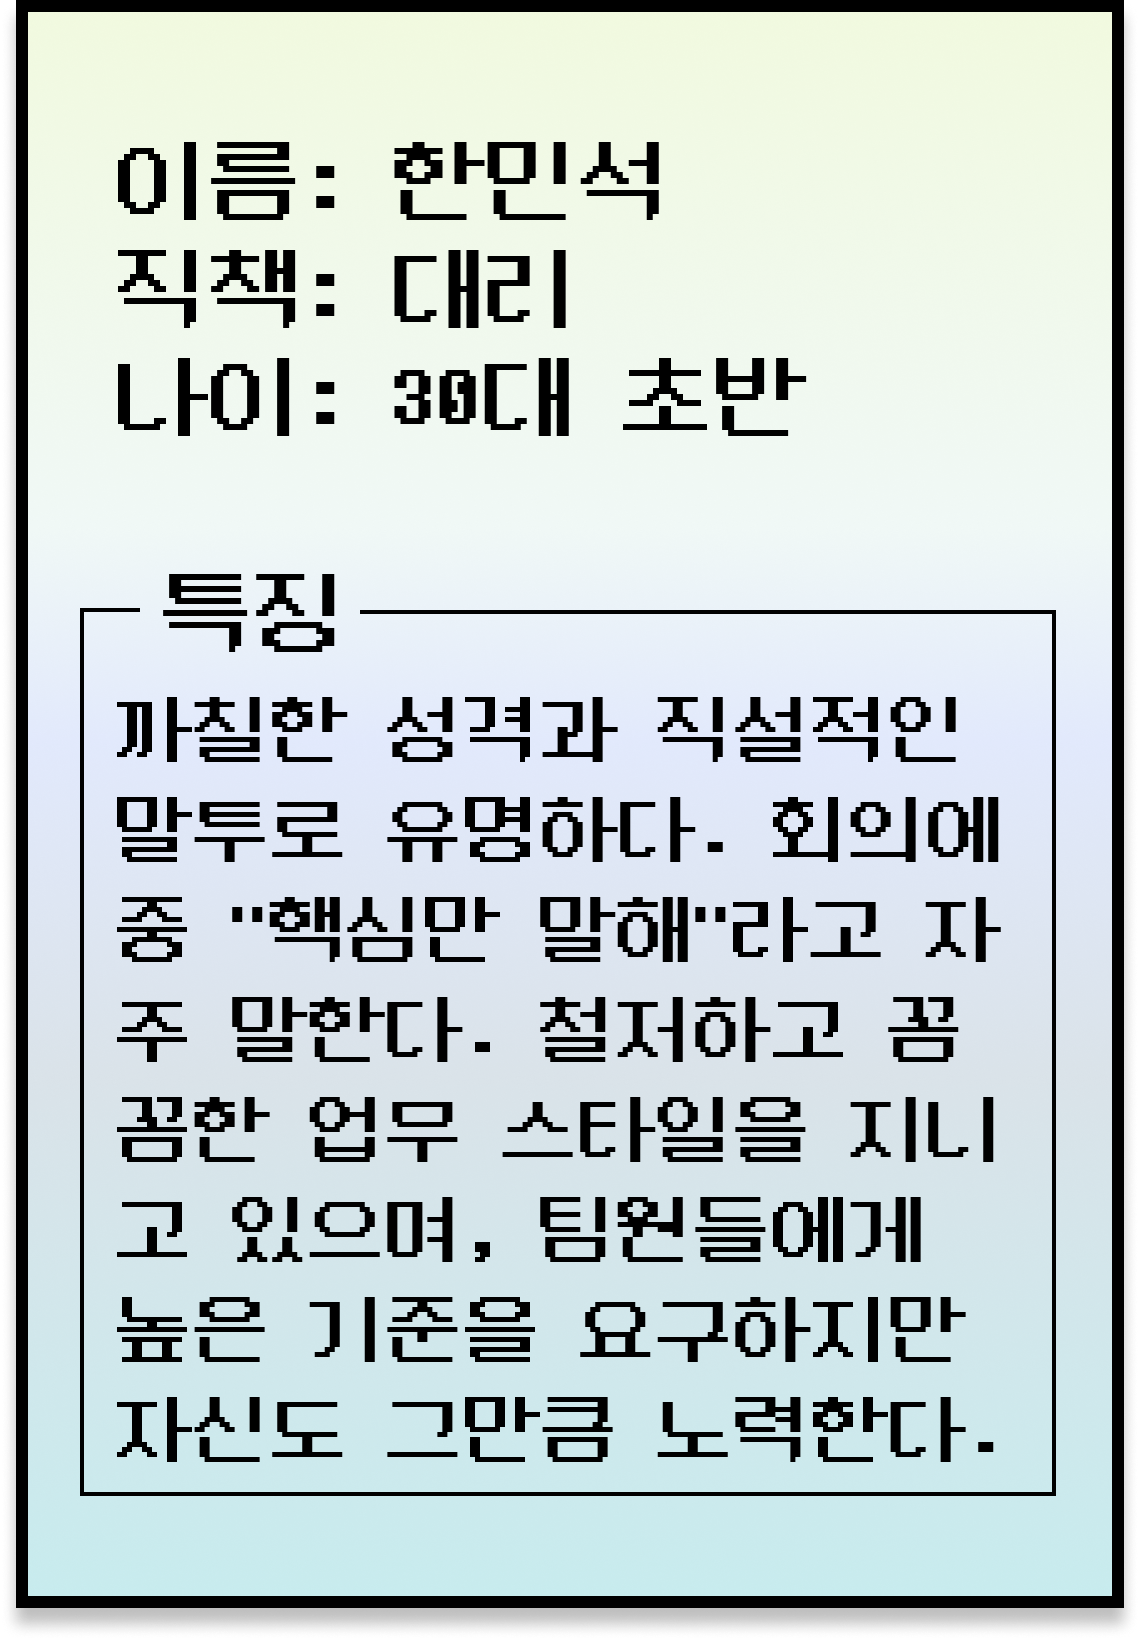 이름: 한민석
직책: 대리
나이: 30대 초반
특징
까칠한 성격과 직설적인
말투로 유명하다. 회의에
중 "핵심만 말해"라고 자
주 말한다. 철저하고 꼼
꼼한 업무 스타일을 지니
고 있으며, 팀원들에게
높은 기준을 요구하지만
자신도 그만큼 노력한다.